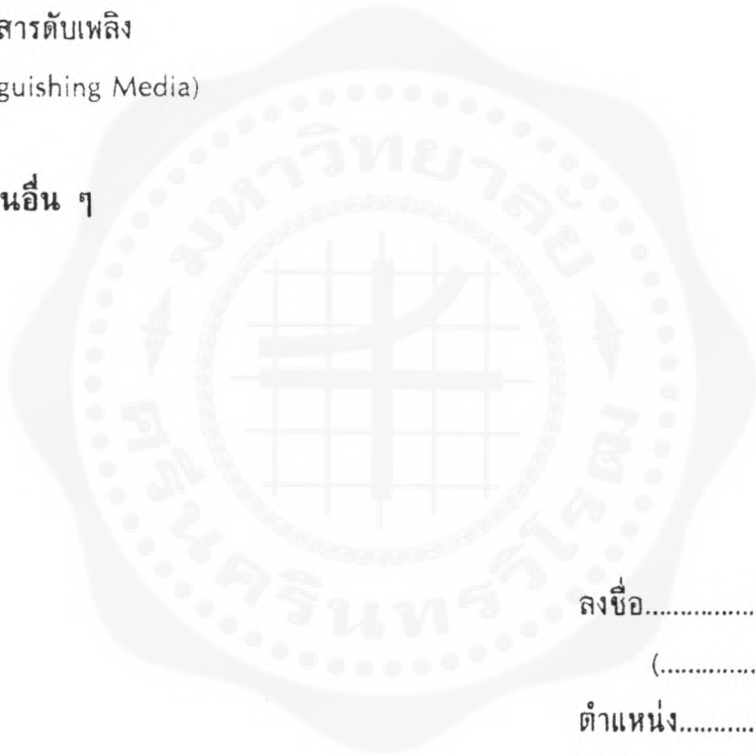 สารดับเพลิง
guishing Media)
นอื่น ๆ
มหาวิทยาลัย
ศรีนครินทรวิโรฒ
ลงชื่อ................
(..............
ตำแหน่ง...........